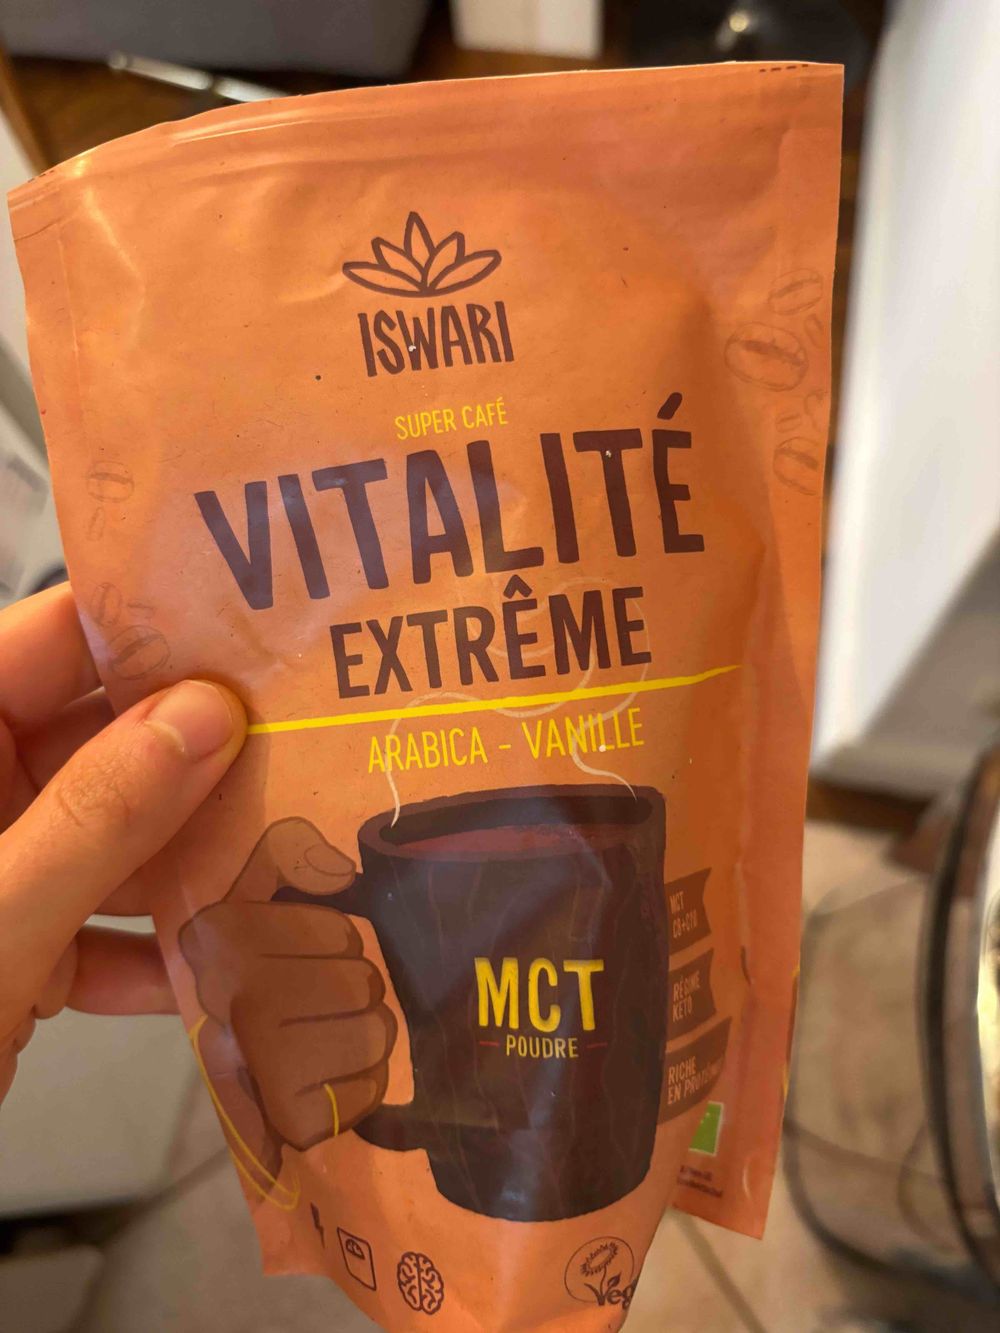 ISWARI
SUPER CAFÉ
VITALITÉ
EXTRÊME
ARABICA - VANILLE
MCT
C8+C10
RÉGIME
KETO
MCT
POUDRE
RICHE
EN PROTÉINES